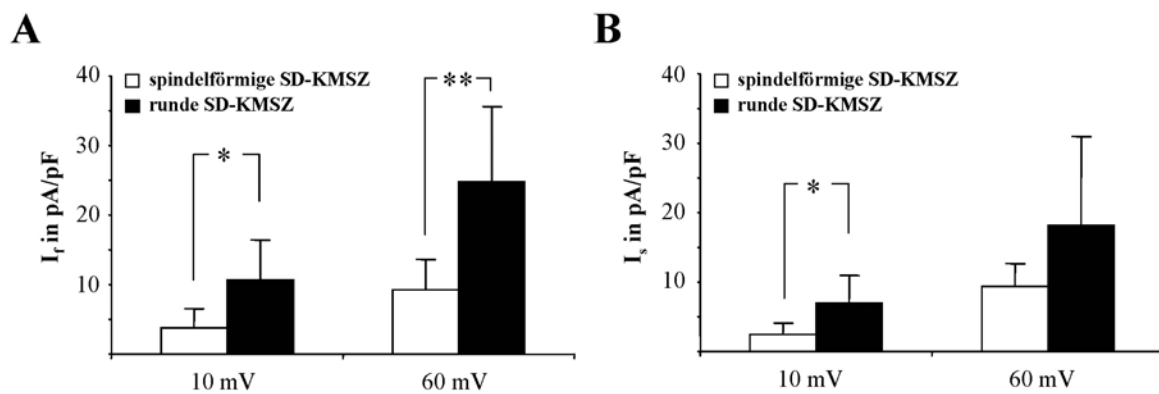 A
spindelförmige SD-KMSZ
runde SD-KMSZ
If in pA/pF
40
30
20
10
*
**
10 mV
60 mV
B
spindelförmige SD-KMSZ
runde SD-KMSZ
Is in pA/pF
40
30
20
10
*
10 mV
60 mV